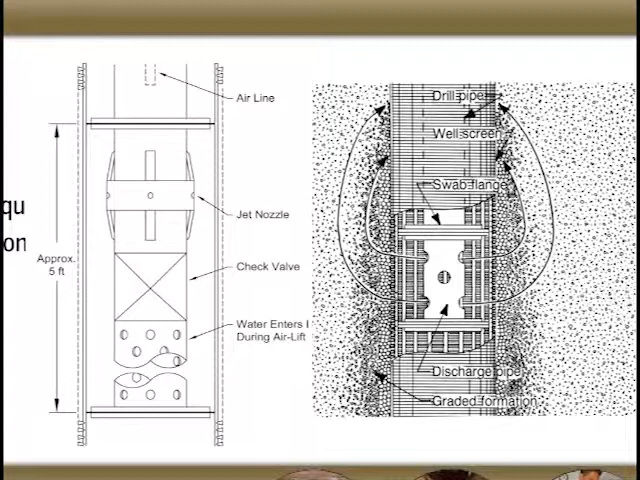 qu
on
Air Line
Jet Nozzle
Approx.
5 ft
Check Valve
Water Enters
During Air-Lift
Drill pipe
Well screen
Swab flange
Discharge pipe
Graded formation